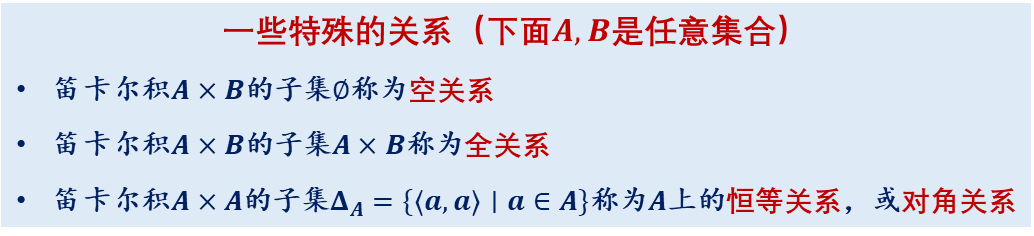 一些特殊的关系（下面A, B是任意集合）
• 笛卡尔积A × B的子集∅称为空关系
• 笛卡尔积A × B的子集A × B称为全关系
• 笛卡尔积A × A的子集Δ_A = {⟨a, a⟩ ∣ a ∈ A}称为A上的恒等关系，或对角关系